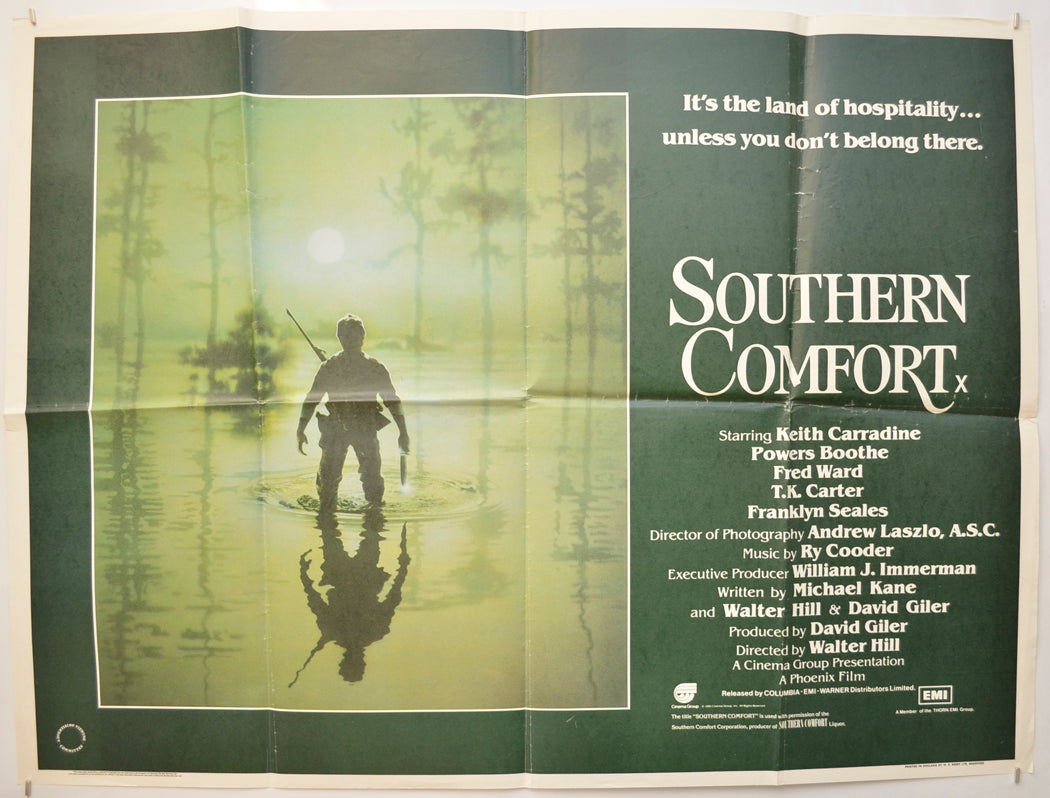 It's the land of hospitality...
unless you don't belong there.
SOUTHERN
COMFORT X
Starring Keith Carradine
Powers Boothe
Fred Ward
T.K. Carter
Franklyn Seales
Director of Photography Andrew Laszlo, A.S.C.
Music by Ry Cooder
Executive Producer William J. Immerman
Written by Michael Kane
and Walter Hill & David Giler
Produced by David Giler
Directed by Walter Hill
A Cinema Group Presentation
A Phoenix Film
Released by COLUMBIA-EMI-WARNER Distributors Limited.
EMI
Cinema Group
A Member of the THORN EMI Group.
The title "SOUTHERN COMFORT" is used with permission of the
Southern Comfort Corporation, producer of SOUTHERN COMFORT Liquor.